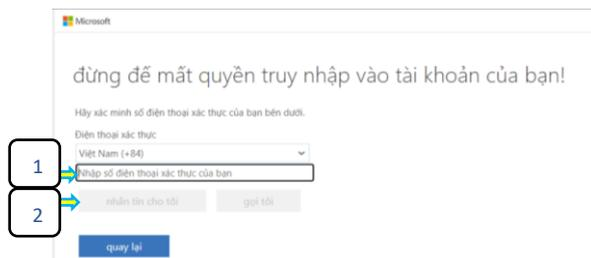 Microsoft
đừng để mất quyền truy nhập vào tài khoản của bạn!
Hãy xác minh số điện thoại xác thực của bạn bên dưới.
Điện thoại xác thực
Việt Nam (+84)
1
Nhập số điện thoại xác thực của bạn
2
nhắn tin cho tôi gọi tôi
quay lại